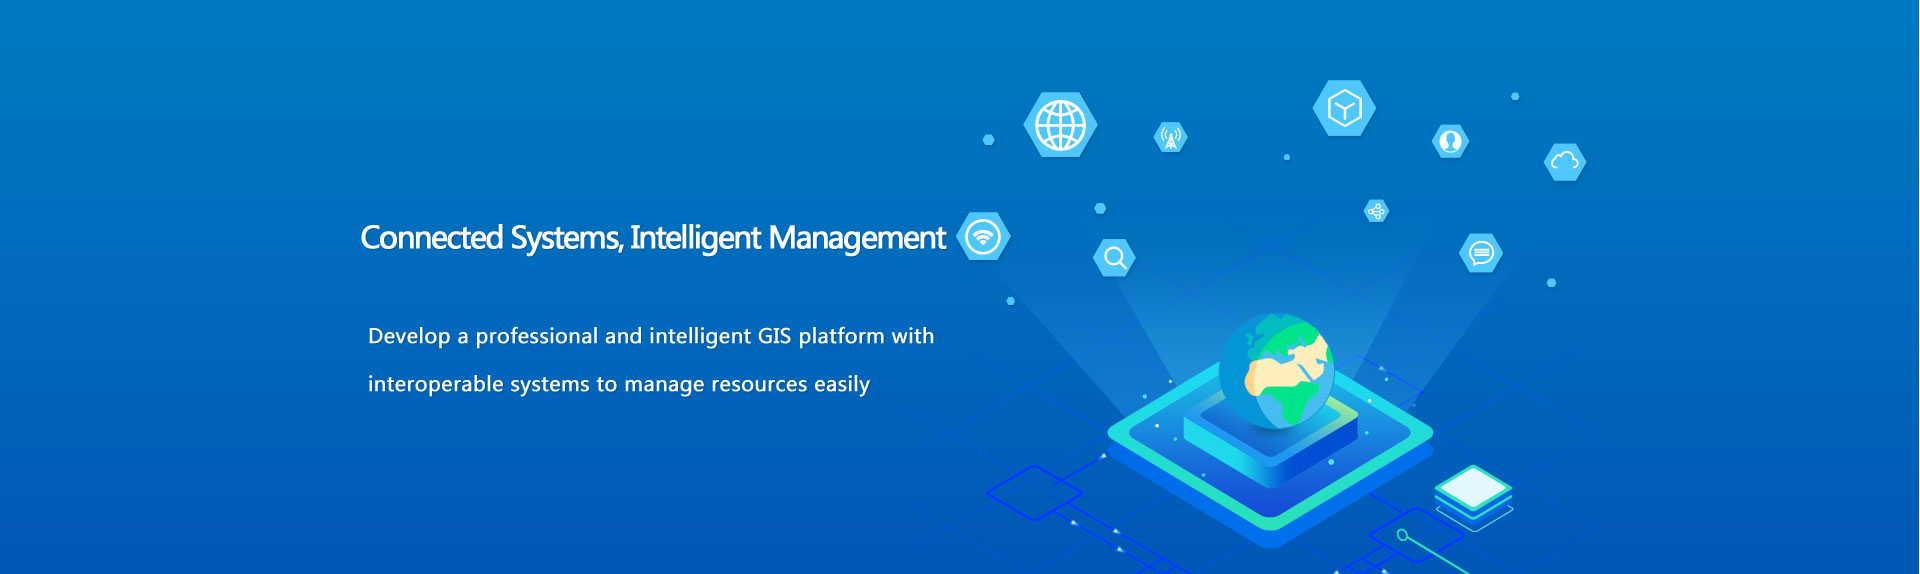 Connected Systems, Intelligent Management
Develop a professional and intelligent GIS platform with
interoperable systems to manage resources easily